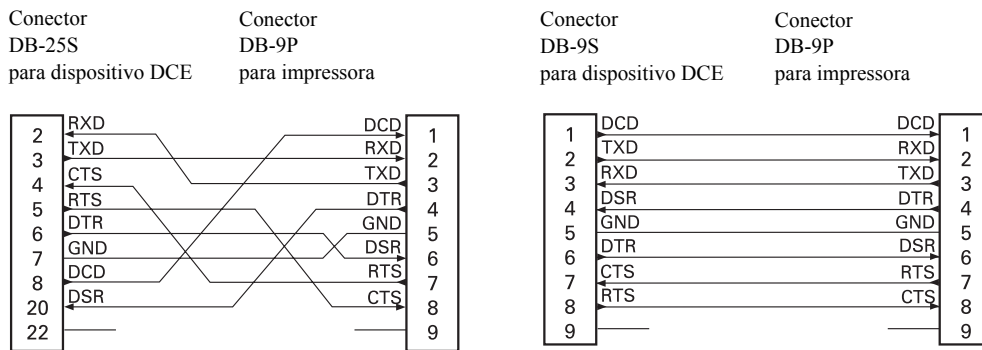 Conector
DB-25S
para dispositivo DCE
Conector
DB-9P
para impressora
2 RXD DCD 1
3 TXD RXD 2
4 CTS TXD 3
5 RTS DTR 4
6 DTR GND 5
7 GND DSR 6
8 DCD RTS 7
20 DSR CTS 8
22 9
Conector
DB-9S
para dispositivo DCE
Conector
DB-9P
para impressora
1 DCD DCD 1
2 TXD RXD 2
3 RXD TXD 3
4 DSR DTR 4
5 GND GND 5
6 DTR DSR 6
7 CTS RTS 7
8 RTS CTS 8
9 9